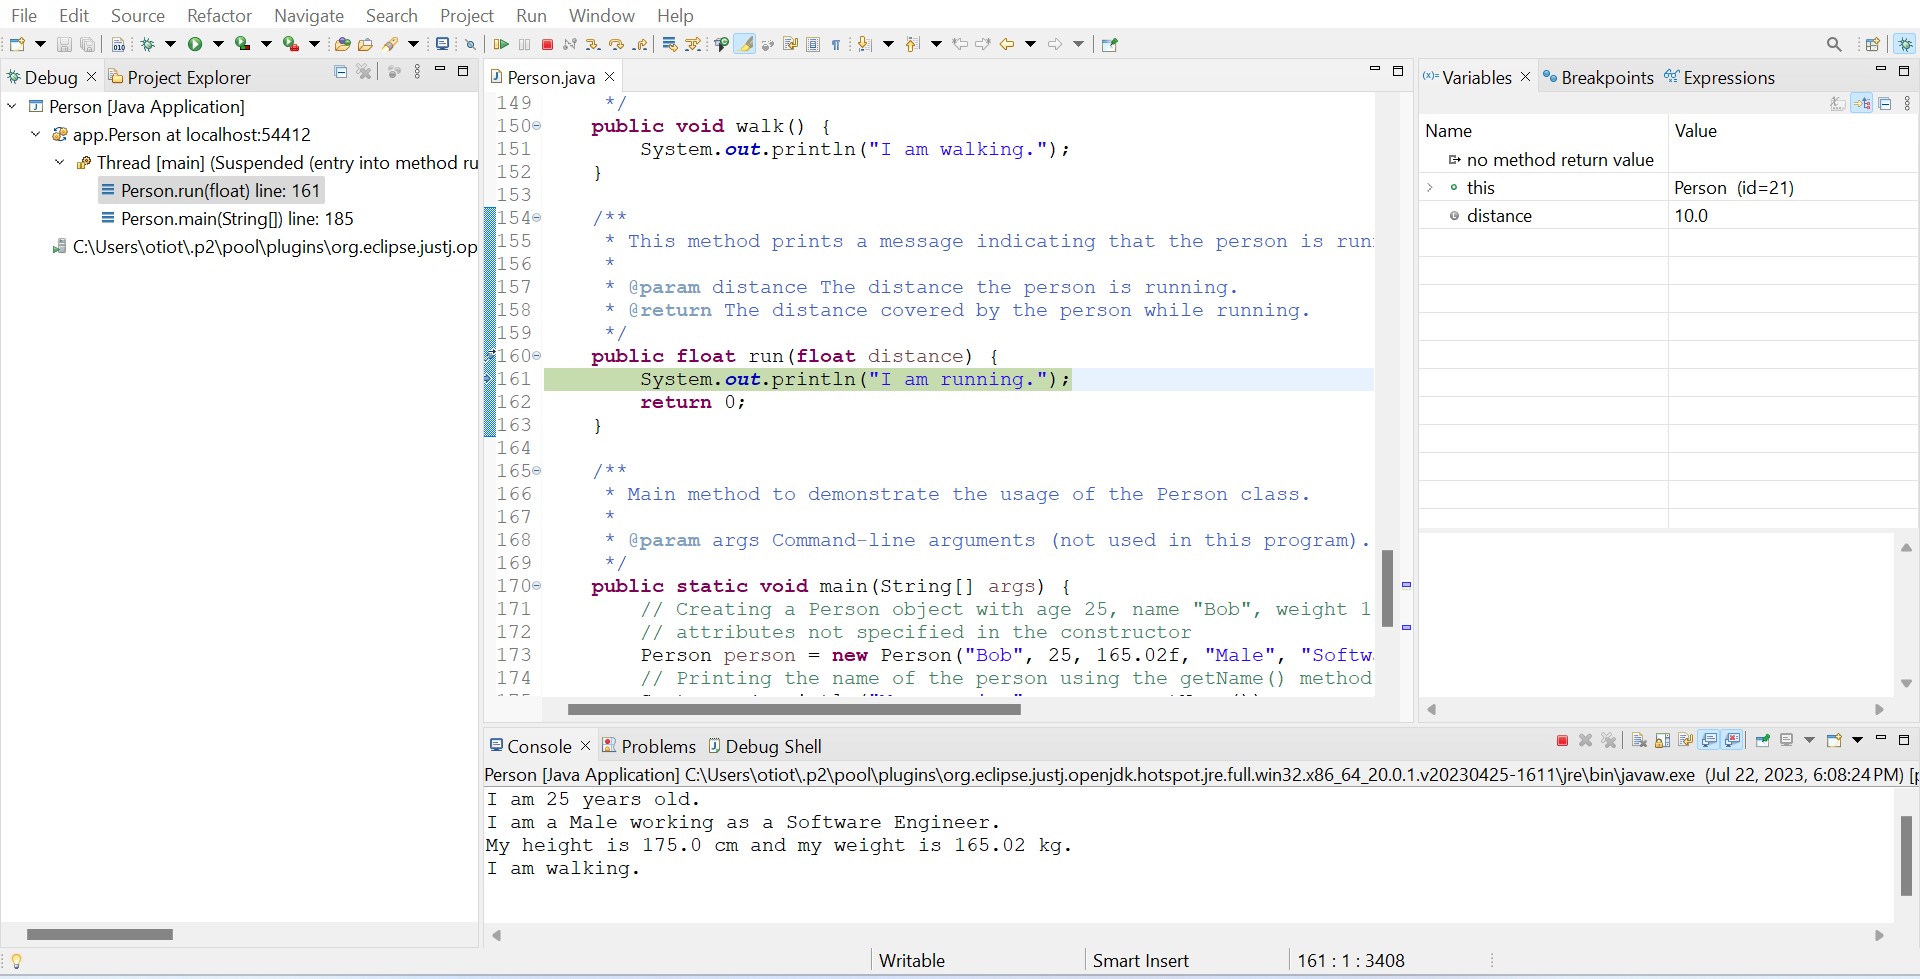 File Edit Source Refactor Navigate Search Project Run Window Help
Debug Project Explorer
Person [Java Application]
app.Person at localhost:54412
Thread [main] (Suspended (entry into method ru
Person.run(float) line: 161
Person.main(String[]) line: 185
C:\Users\otiot\.p2\pool\plugins\org.eclipse.justj.op
Person.java
149 */
150 public void walk() {
151 System.out.println("I am walking.");
152 }
153
154 /**
155 * This method prints a message indicating that the person is run
156 *
157 * @param distance The distance the person is running.
158 * @return The distance covered by the person while running.
159 */
160 public float run(float distance) {
161 System.out.println("I am running.");
162 return 0;
163 }
164
165 /**
166 * Main method to demonstrate the usage of the Person class.
167 *
168 * @param args Command-line arguments (not used in this program).
169 */
170 public static void main(String[] args) {
171 // Creating a Person object with age 25, name "Bob", weight 1
172 // attributes not specified in the constructor
173 Person person = new Person("Bob", 25, 165.02f, "Male", "Softw
174 // Printing the name of the person using the getName() method
Variables Breakpoints Expressions
Name Value
no method return value
this Person (id=21)
distance 10.0
Console Problems Debug Shell
Person [Java Application] C:\Users\otiot\.p2\pool\plugins\org.eclipse.justj.openjdk.hotspot.jre.full.win32.x86_64_20.0.1.v20230425-1611\jre\bin\javaw.exe (Jul 22, 2023, 6:08:24 PM) [p
I am 25 years old.
I am a Male working as a Software Engineer.
My height is 175.0 cm and my weight is 165.02 kg.
I am walking.
Writable Smart Insert 161 : 1 : 3408